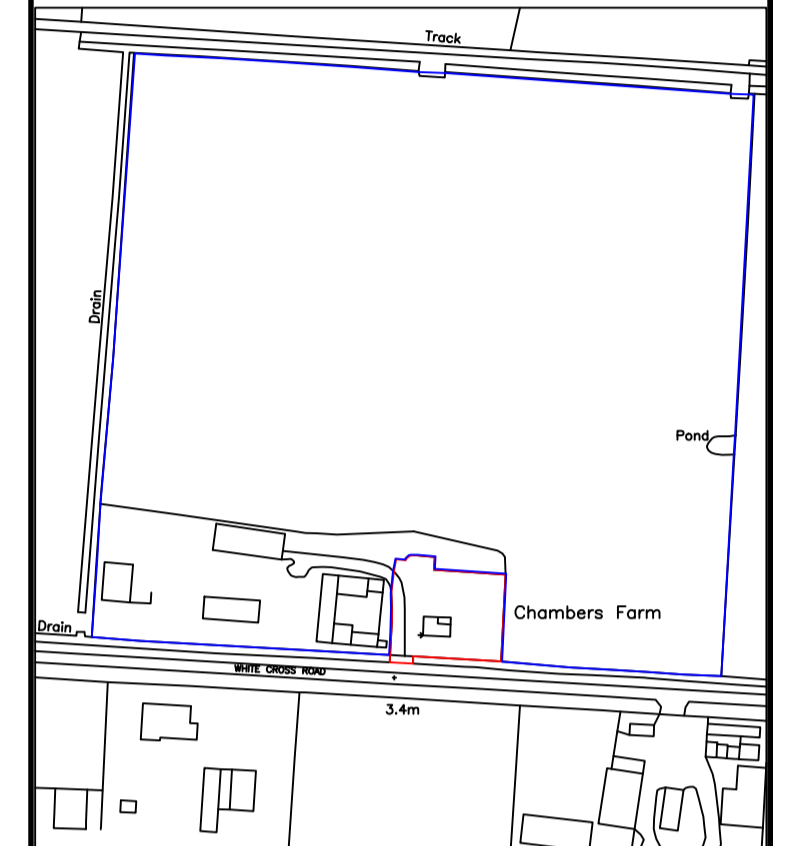 Track
Drain
Pond
Chambers Farm
Drain
WHITE CROSS ROAD
3.4m